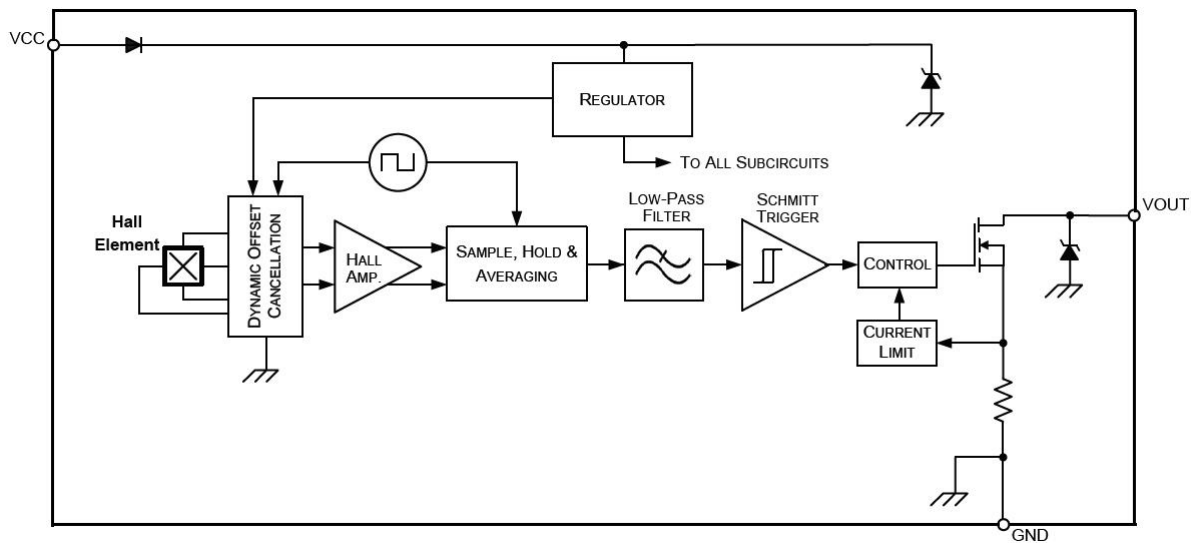 VCC
REGULATOR
TO ALL SUBCIRCUITS
LOW-PASS
FILTER
SCHMITT
TRIGGER
VOUT
Hall
Element
DYNAMIC OFFSET
CANCELLATION
HALL
AMP.
SAMPLE, HOLD &
AVERAGING
CONTROL
CURRENT
LIMIT
GND